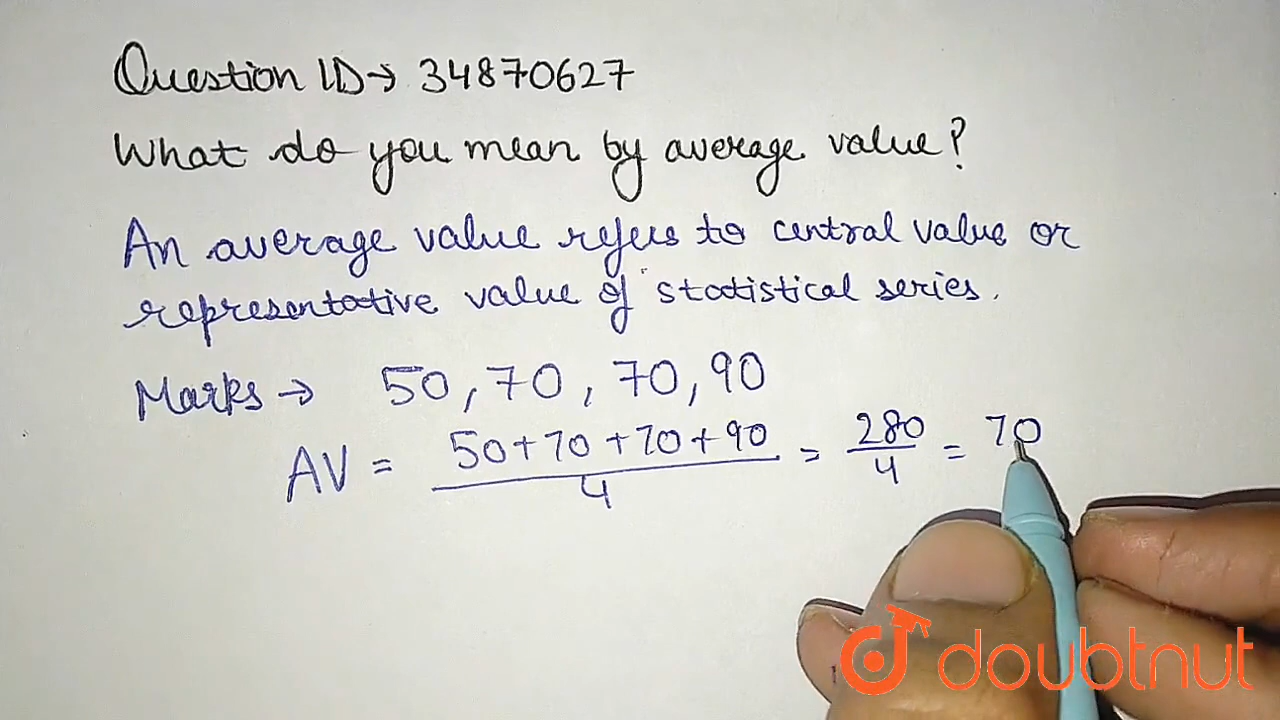 Question ID→ 34870627
What do you mean by average value?
An average value refers to central value or
representative value of statistical series.
Marks → 50, 70, 70, 90
AV = 50+70+70+90 / 4 = 280 / 4 = 70
doubtnut